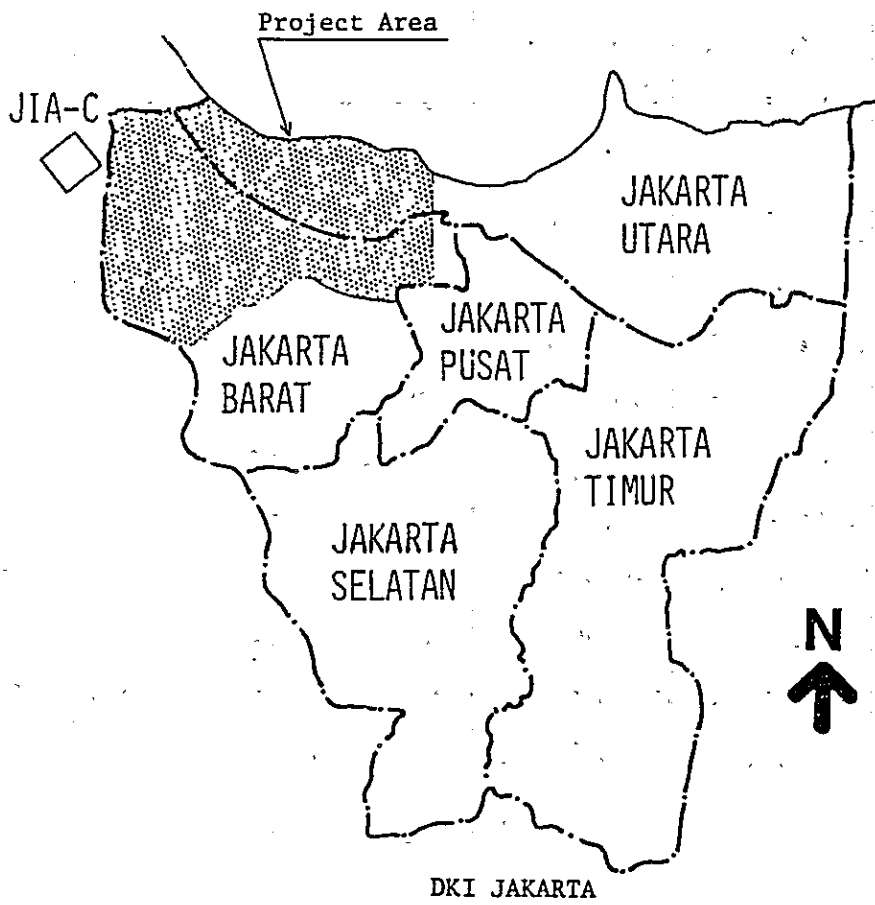 Project Area
JIA-C
JAKARTA
UTARA
JAKARTA
PUSAT
JAKARTA
BARAT
JAKARTA
TIMUR
JAKARTA
SELATAN
N
DKI JAKARTA